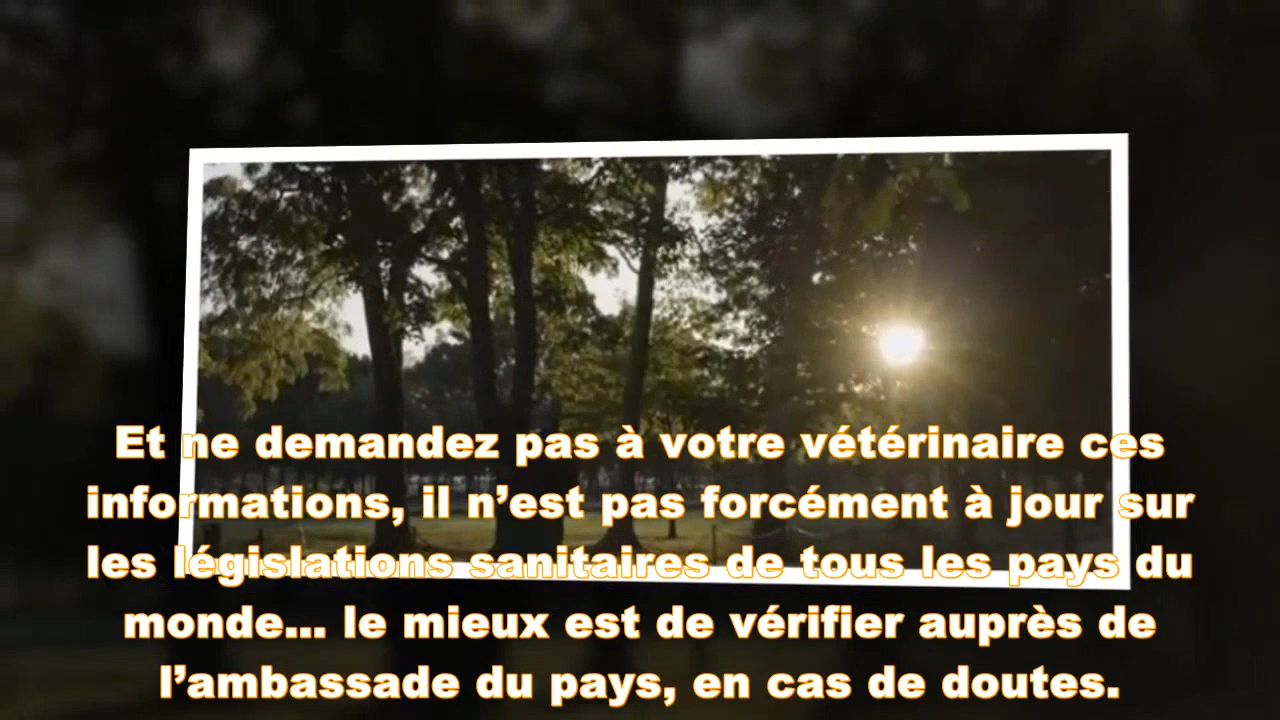 Et ne demandez pas à votre vétérinaire ces
informations, il n’est pas forcément à jour sur
les législations sanitaires de tous les pays du
monde... le mieux est de vérifier auprès de
l’ambassade du pays, en cas de doutes.